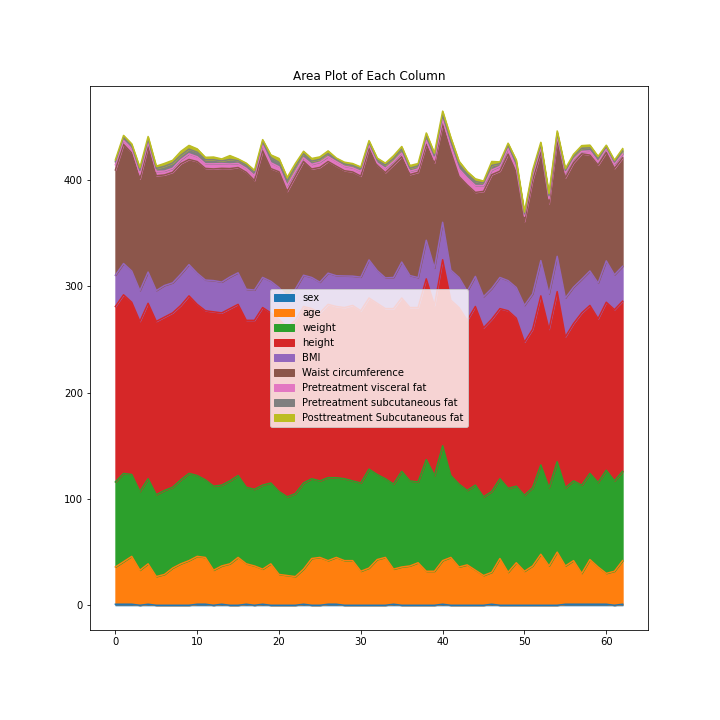 Area Plot of Each Column
400
300
200
100
0
sex
age
weight
height
BMI
Waist circumference
Pretreatment visceral fat
Pretreatment subcutaneous fat
Posttreatment Subcutaneous fat
0 10 20 30 40 50 60